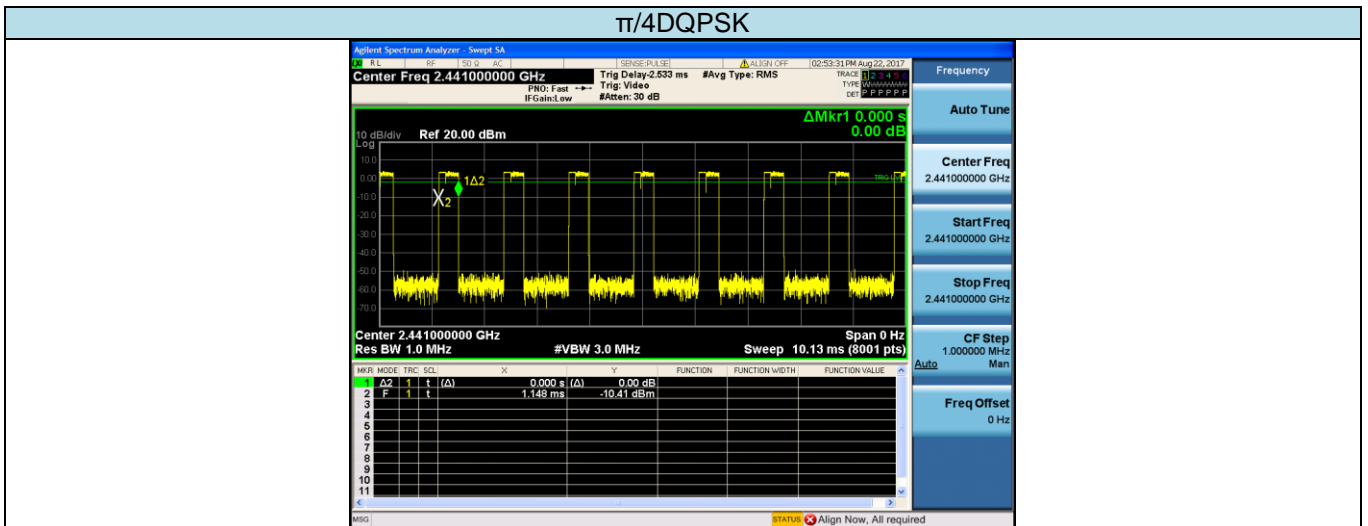 π/4DQPSK
Agilent Spectrum Analyzer - Swept SA
RL RF 50 Ω AC SENSE:PULSE ALIGN OFF 02:53:31 PM Aug 22, 2017
Center Freq 2.441000000 GHz
PNO: Fast
IFGain:Low
Trig Delay-2.533 ms
Trig: Video
#Atten: 30 dB
#Avg Type: RMS
TRACE 1 2 3 4 5 6
TYPE
DET P P P P P P
ΔMkr1 0.000 s
0.00 dB
10 dB/div Ref 20.00 dBm
Log
10.0
0.00
-10.0
-20.0
-30.0
-40.0
-50.0
-60.0
-70.0
1Δ2
X2
Center 2.441000000 GHz Span 0 Hz
Res BW 1.0 MHz #VBW 3.0 MHz Sweep 10.13 ms (8001 pts)
MKR MODE TRC SCL X Y FUNCTION FUNCTION WIDTH FUNCTION VALUE
1 Δ2 1 t (Δ) 0.000 s (Δ) 0.00 dB
2 F 1 t 1.148 ms -10.41 dBm
3
4
5
6
7
8
9
10
11
MSG STATUS Align Now, All required
Frequency
Auto Tune
Center Freq
2.441000000 GHz
Start Freq
2.441000000 GHz
Stop Freq
2.441000000 GHz
CF Step
1.000000 MHz
Auto Man
Freq Offset
0 Hz